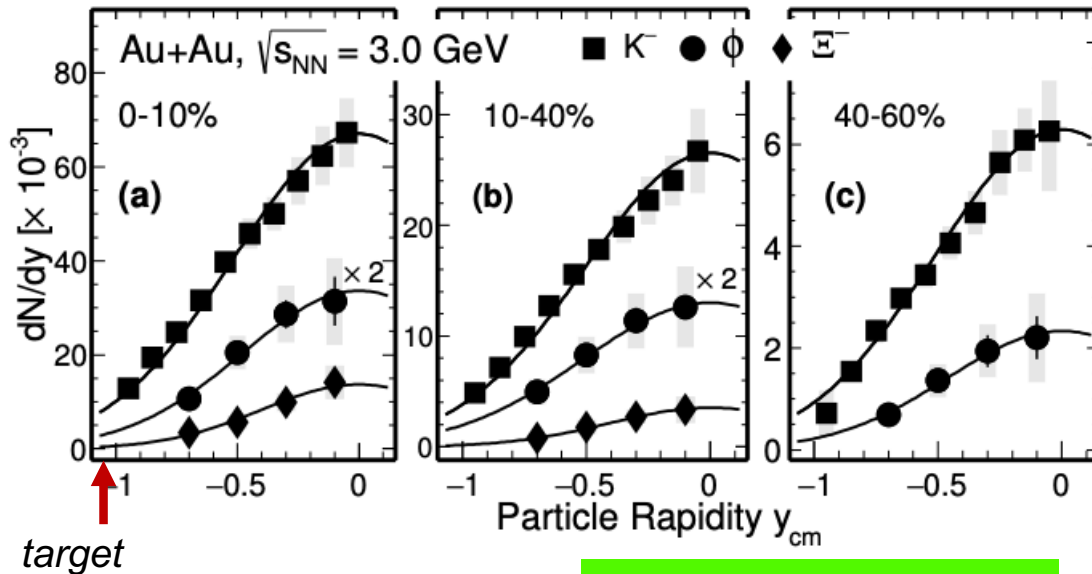 Au+Au, √s_NN = 3.0 GeV ■ K⁻ ● ϕ ♦ Ξ⁻
dN/dy [× 10⁻³]
80
60
40
20
0
0-10%
(a)
× 2
−1 −0.5 0
30
20
10
0
10-40%
(b)
× 2
−1 −0.5 0
6
4
2
0
40-60%
(c)
−1 −0.5 0
Particle Rapidity y_cm
target